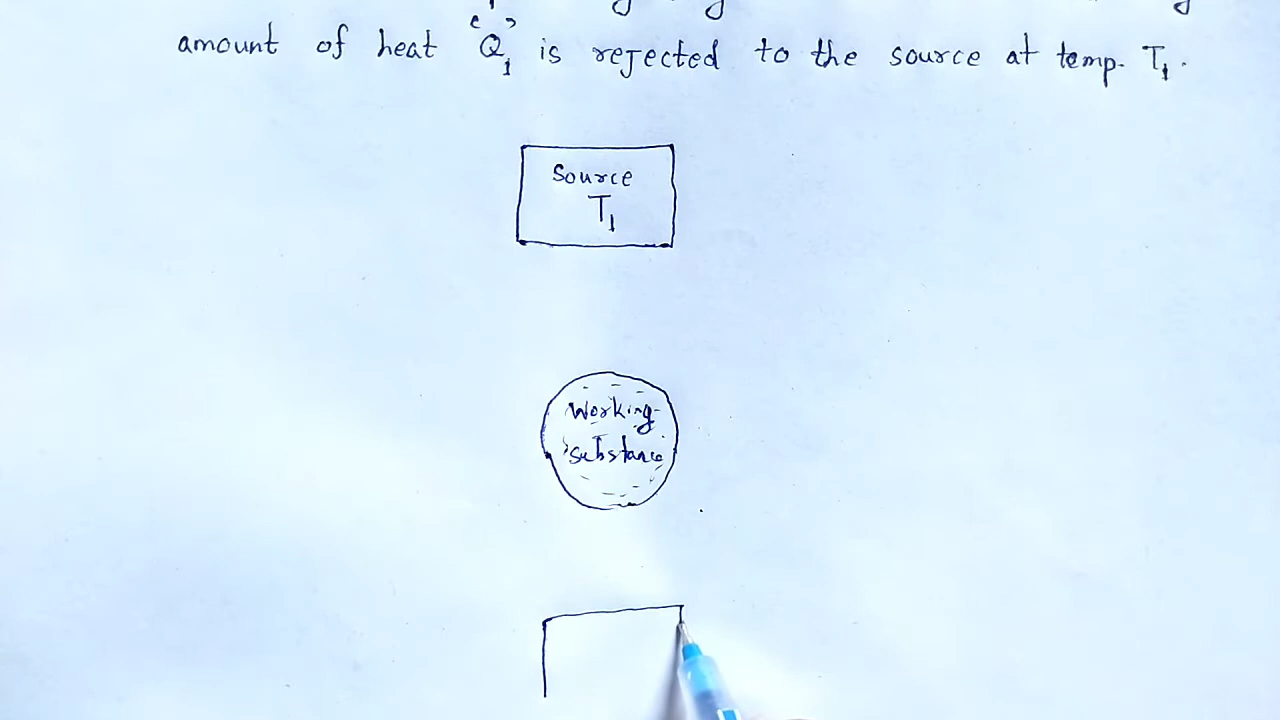 amount of heat 'Q₁' is rejected to the source at temp. T₁.
Source
T₁
Working
substance